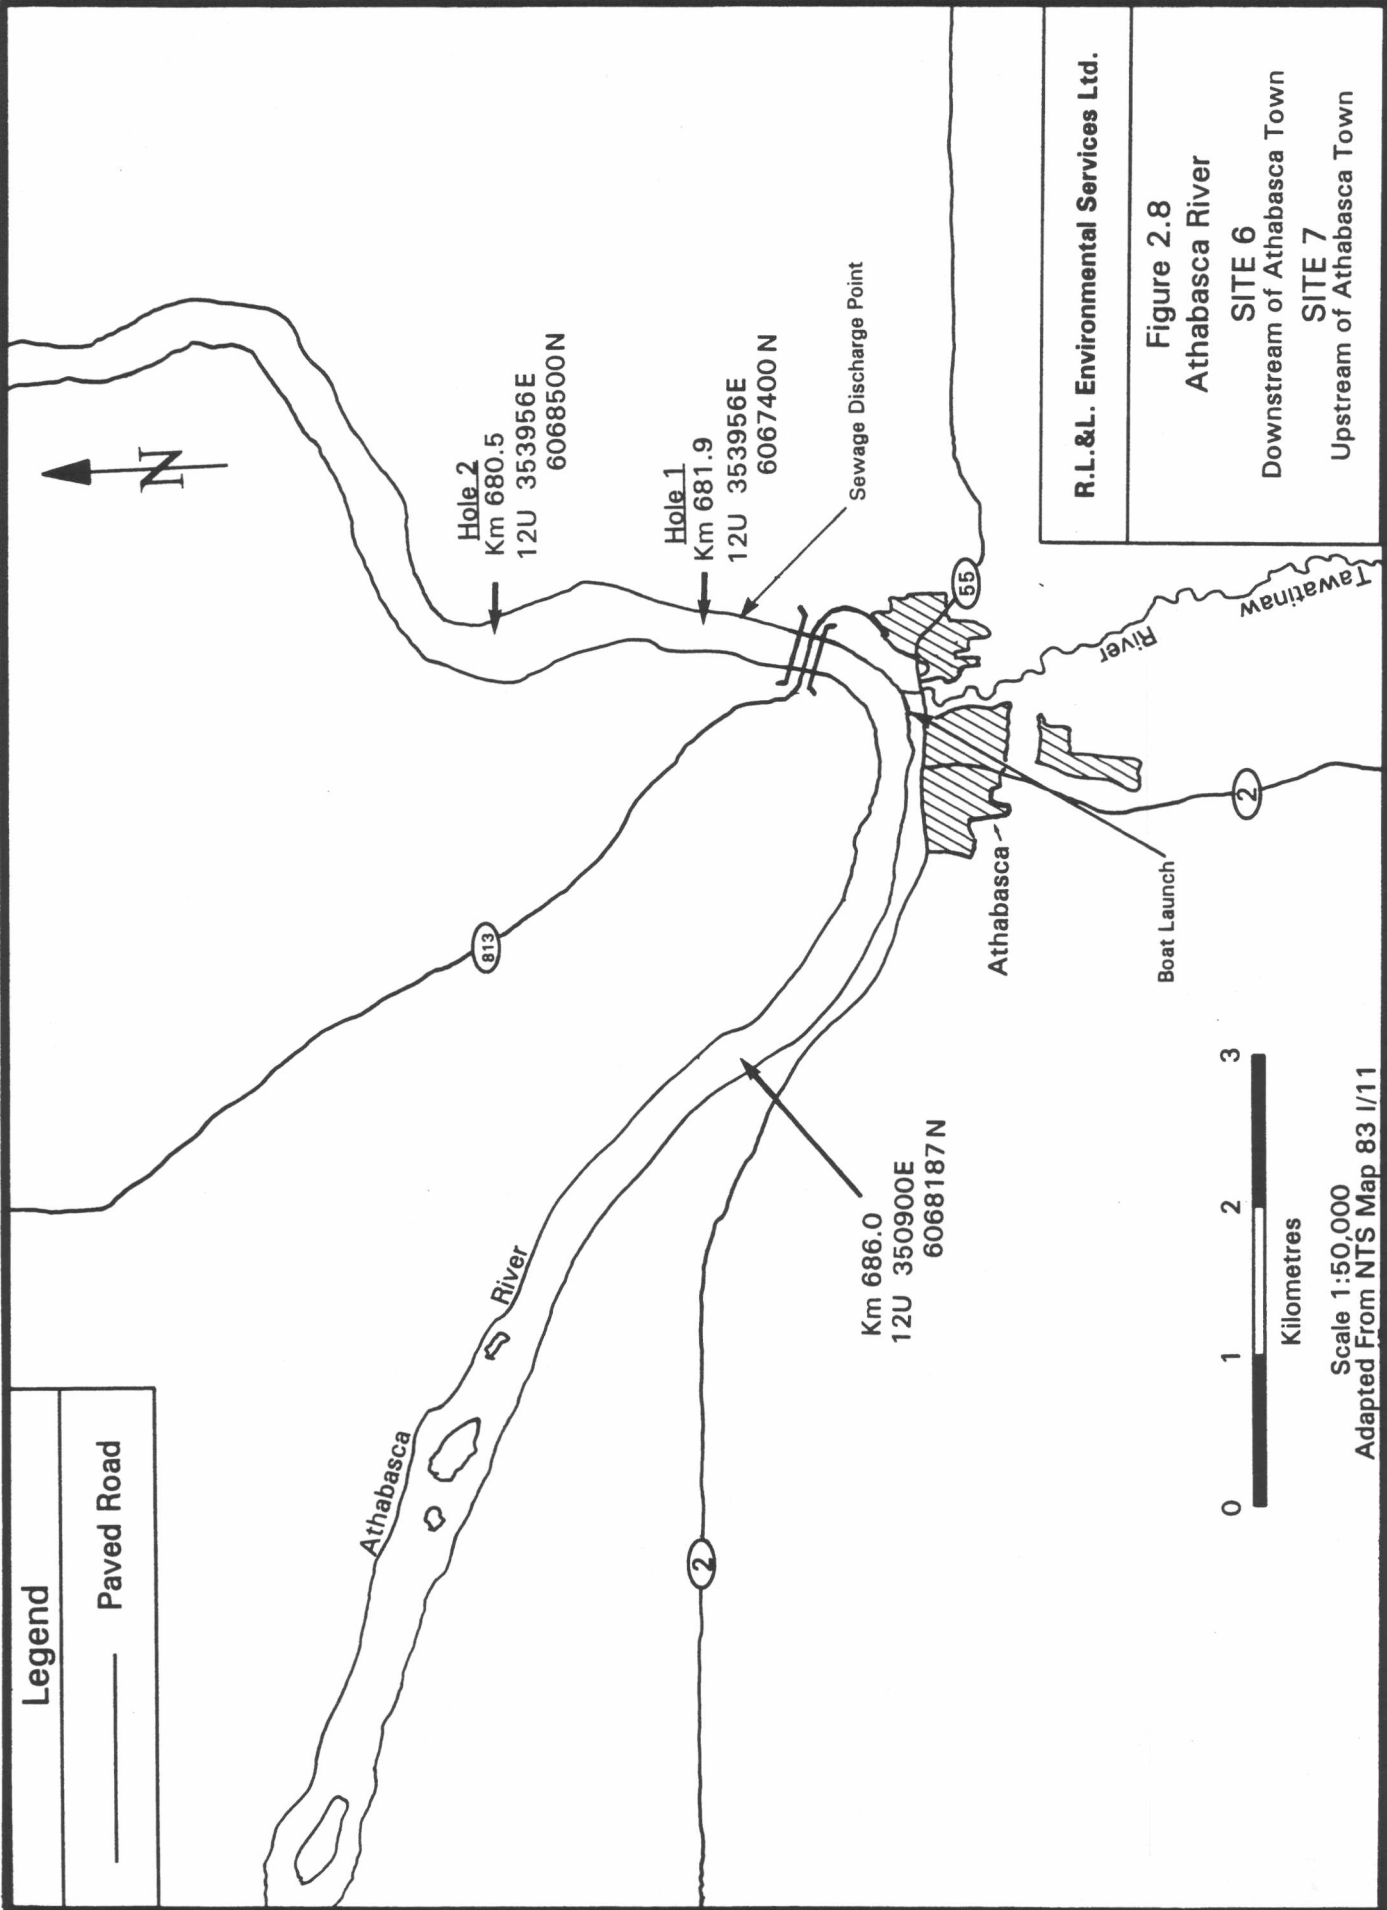 Legend
Paved Road
N
Athabasca
River
813
Hole 2
Km 680.5
12U 353956E
6068500N
Hole 1
Km 681.9
12U 353956E
6067400N
Sewage Discharge Point
2
Km 686.0
12U 350900E
6068187N
55
Athabasca
Boat Launch
2
Tawatinaw
River
0 1 2 3
Kilometres
Scale 1:50,000
Adapted From NTS Map 83 I/11
R.L.&L. Environmental Services Ltd.
Figure 2.8
Athabasca River
SITE 6
Downstream of Athabasca Town
SITE 7
Upstream of Athabasca Town